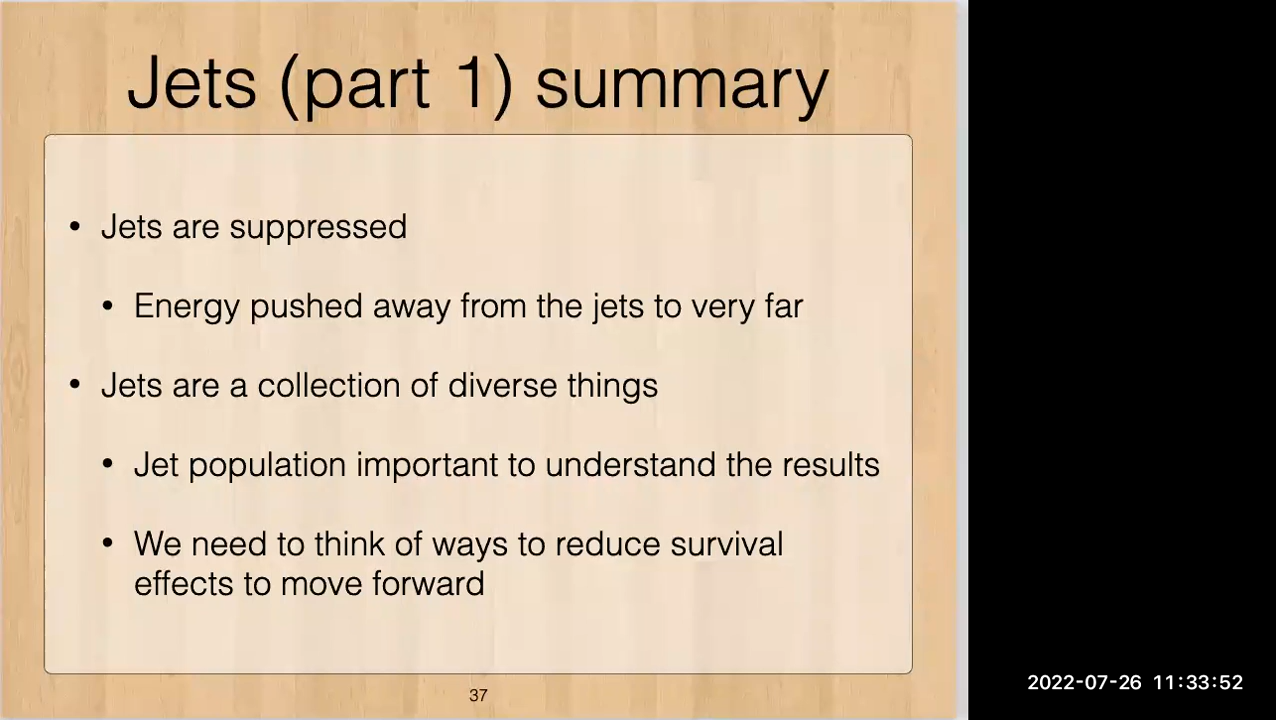 Jets (part 1) summary
• Jets are suppressed
• Energy pushed away from the jets to very far
• Jets are a collection of diverse things
• Jet population important to understand the results
• We need to think of ways to reduce survival
effects to move forward
37
2022-07-26 11:33:52